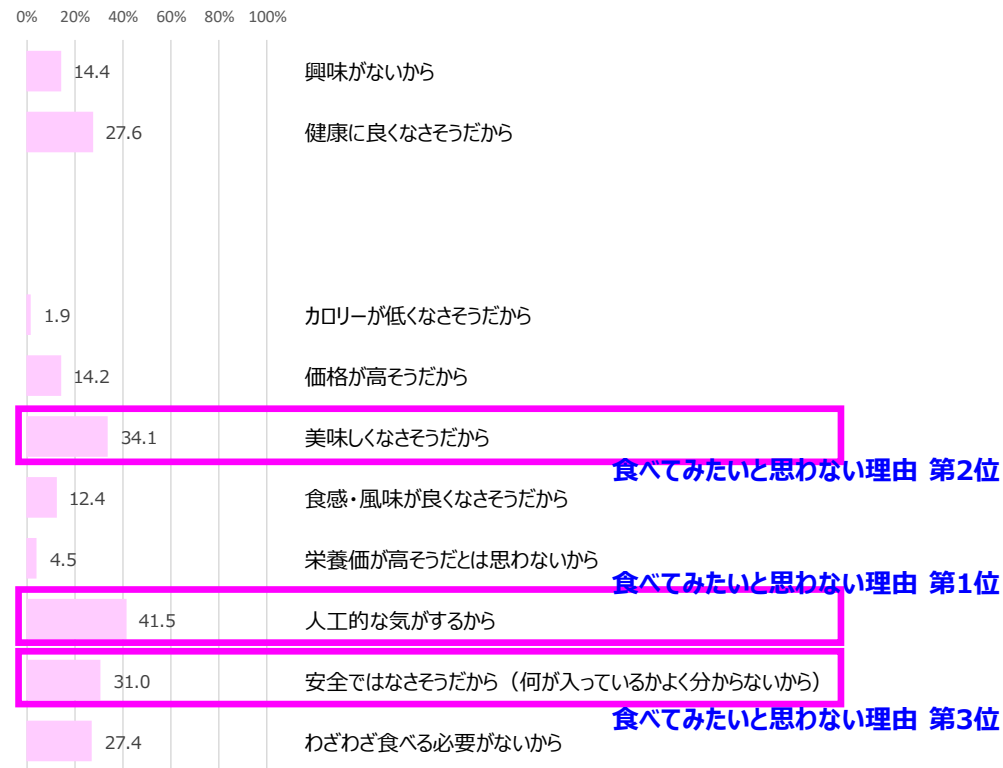 0% 20% 40% 60% 80% 100%
14.4 興味がないから
27.6 健康に良くなさそうだから
1.9 カロリーが低くなさそうだから
14.2 価格が高そうだから
34.1 美味しくなさそうだから
食べてみたいと思わない理由 第2位
12.4 食感・風味が良くなさそうだから
4.5 栄養価が高そうだとは思わないから
食べてみたいと思わない理由 第1位
41.5 人工的な気がするから
31.0 安全ではなさそうだから（何が入っているかよく分からないから）
食べてみたいと思わない理由 第3位
27.4 わざわざ食べる必要がないから